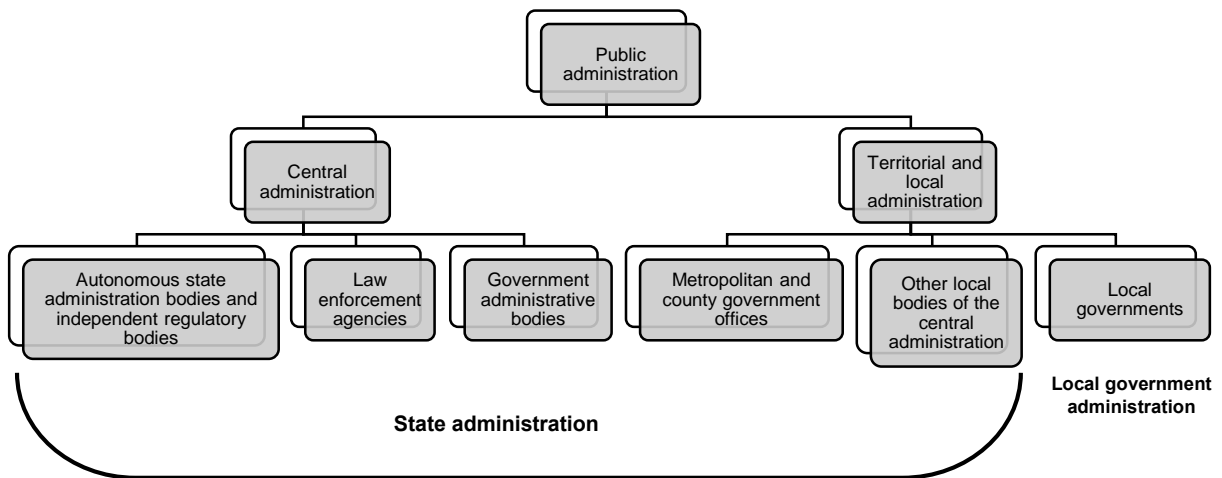 Public
administration
Central
administration
Territorial and
local
administration
Autonomous state
administration bodies and
independent regulatory
bodies
Law
enforcement
agencies
Government
administrative
bodies
Metropolitan and
county government
offices
Other local
bodies of the
central
administration
Local
governments
State administration
Local government
administration